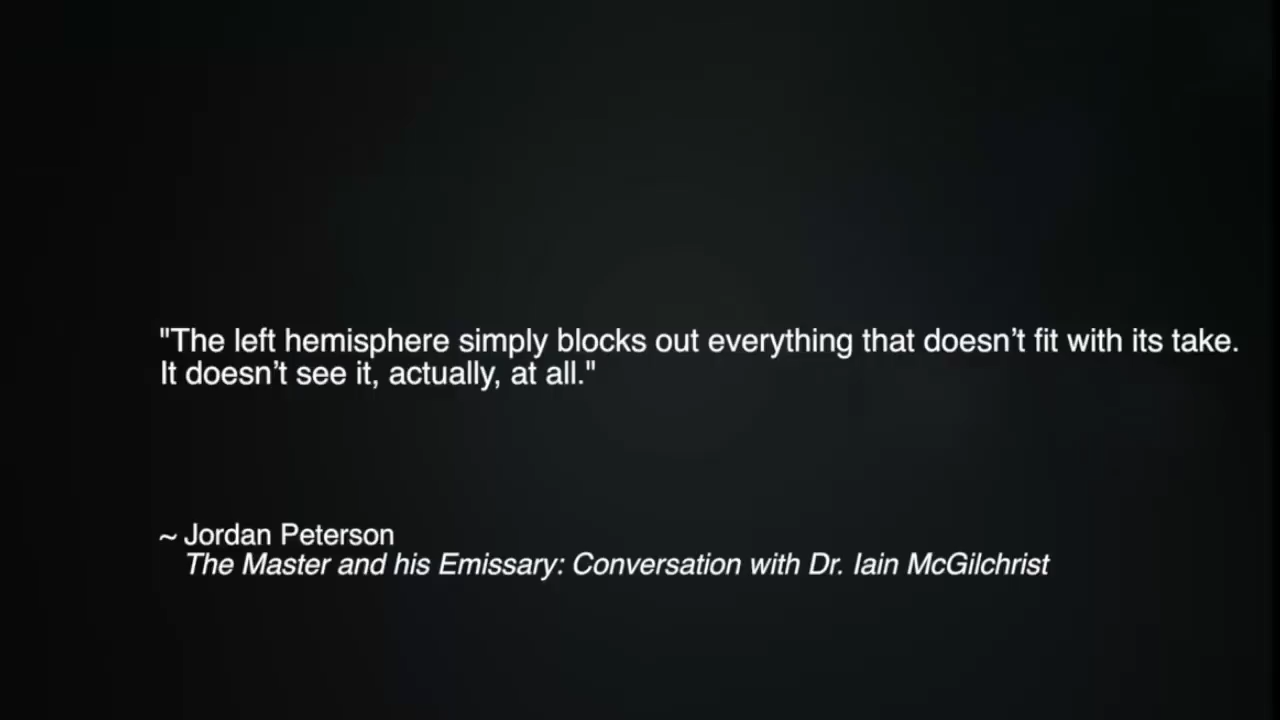 "The left hemisphere simply blocks out everything that doesn’t fit with its take.
It doesn’t see it, actually, at all."
~ Jordan Peterson
The Master and his Emissary: Conversation with Dr. Iain McGilchrist